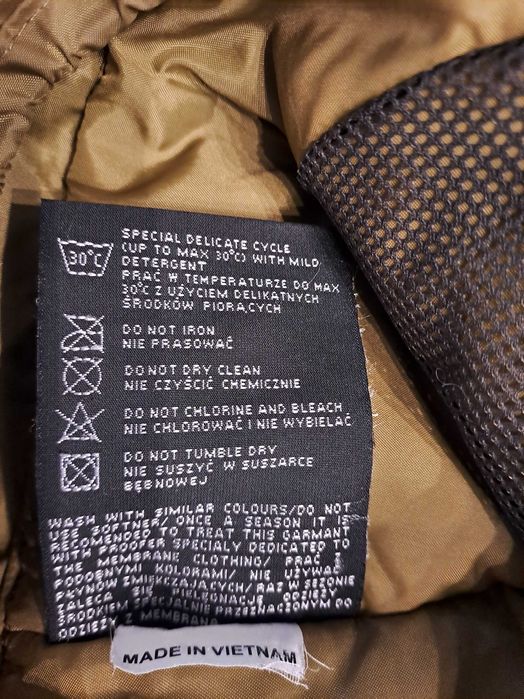 30°C
SPECIAL DELICATE CYCLE
(UP TO MAX 30°C) WITH MILD
DETERGENT
PRAĆ W TEMPERATURZE DO MAX
30°C Z UŻYCIEM DELIKATNYCH
ŚRODKÓW PIORĄCYCH
DO NOT IRON
NIE PRASOWAĆ
DO NOT DRY CLEAN
NIE CZYŚCIĆ CHEMICZNIE
DO NOT CHLORINE AND BLEACH
NIE CHLOROWAĆ I NIE WYBIELAĆ
DO NOT TUMBLE DRY
NIE SUSZYĆ W SUSZARCE
BĘBNOWEJ
WASH WITH SIMILAR COLOURS/DO NOT
USE SOFTNER/ ONCE A SEASON IT IS
RECOMENDED TO TREAT THIS GARMANT
WITH PROOFER SPECIALY DEDICATED TO
THE MEMBRANE CLOTHING/ PRAĆ Z
PODOBNYMI KOLORAMI/ NIE UŻYWAĆ
PŁYNÓW ZMIĘKCZAJĄCYCH/RAZ W SEZONIE
ZALECA SIĘ PIELĘGNACJĘ ODZIEŻY
ŚRODKIEM SPECJALNIE PRZEZNACZONYM DO
ODZIEŻY Z MEMBRANĄ
MADE IN VIETNAM